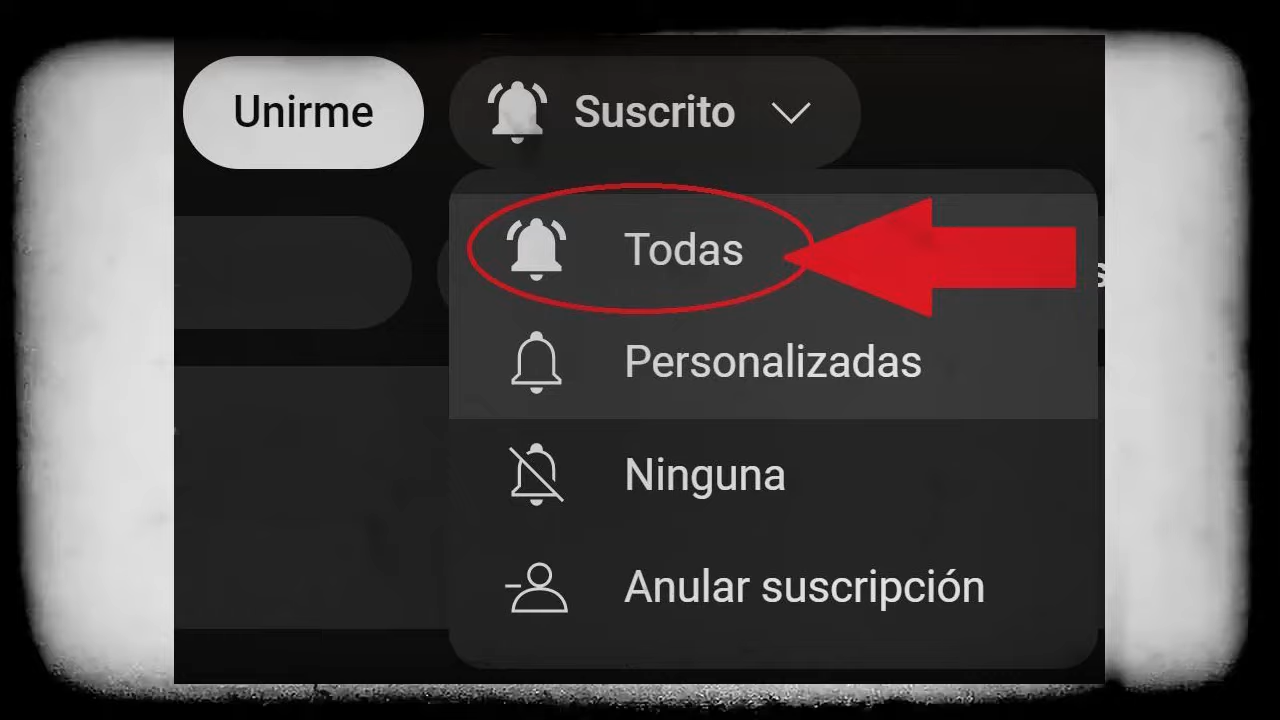 Unirme
Suscrito
Todas
Personalizadas
Ninguna
Anular suscripción